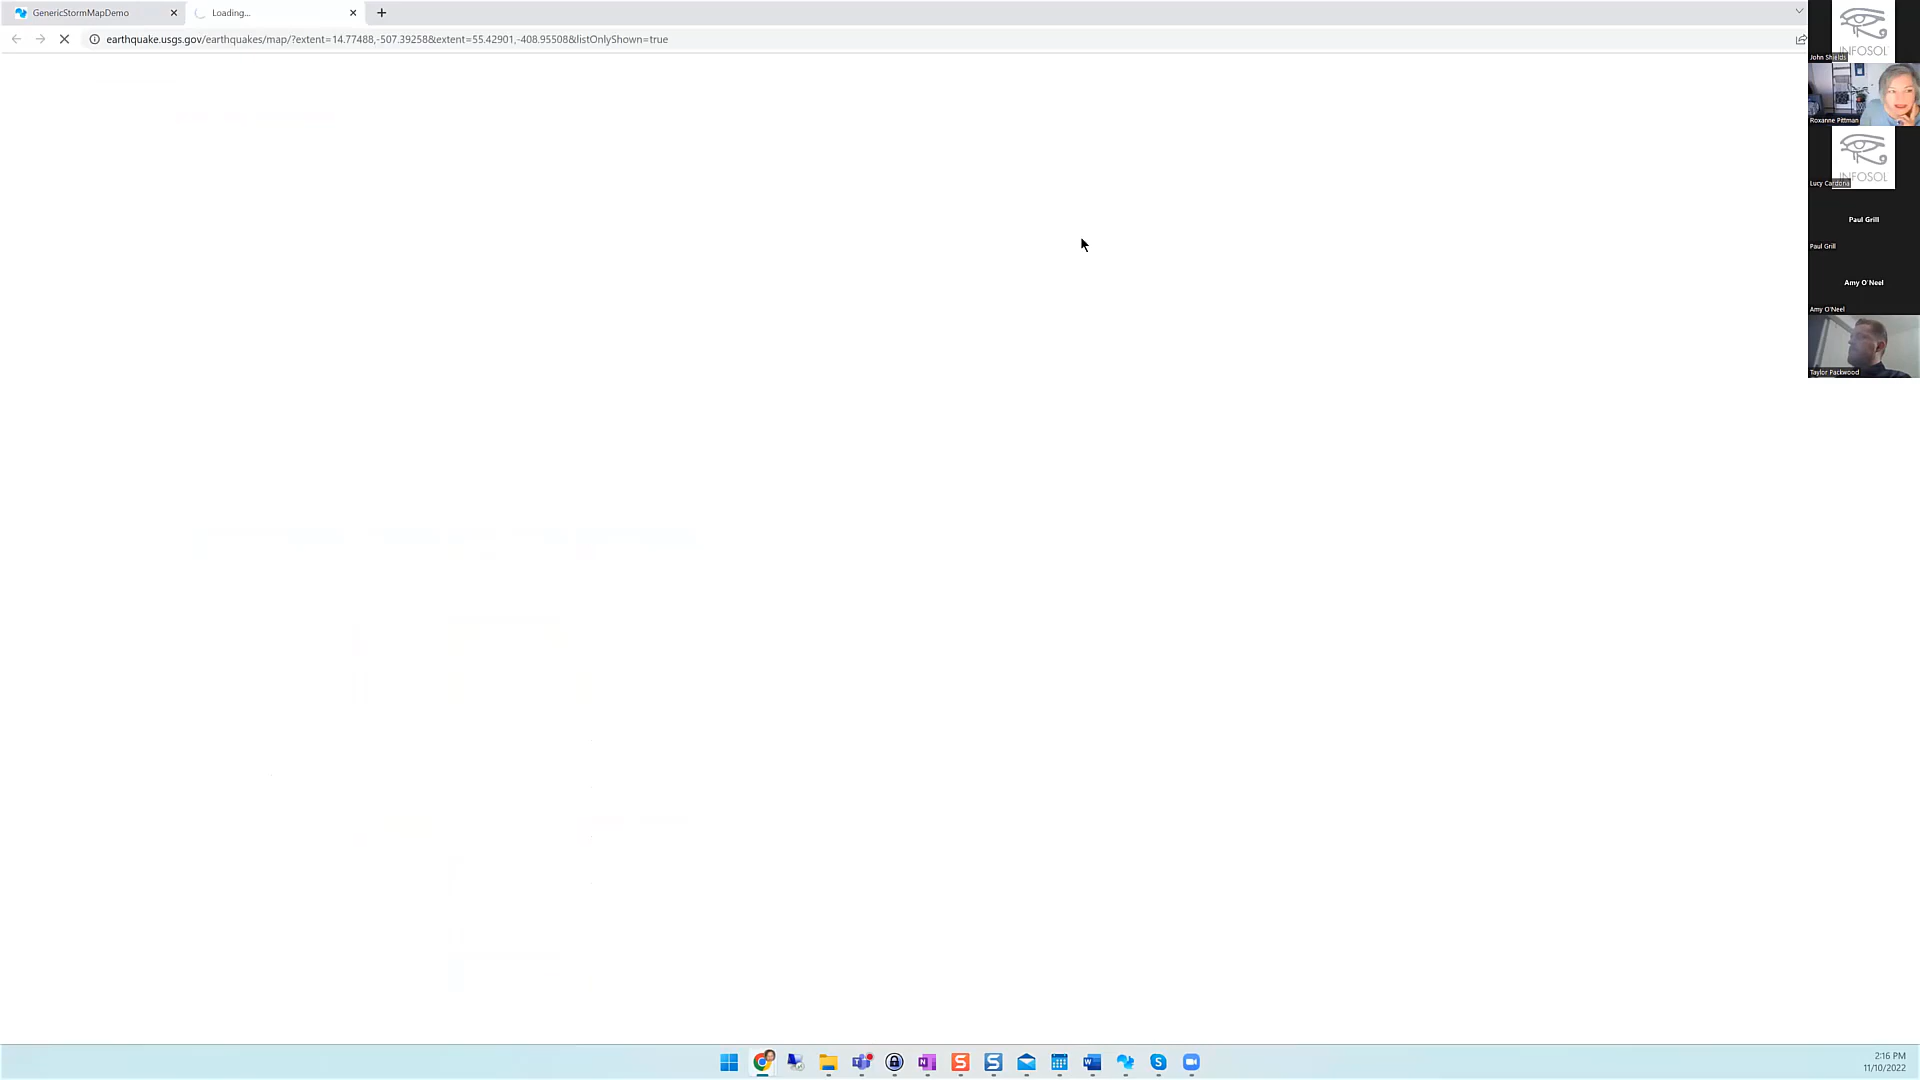 GenericStormMapDemo
Loading...
earthquake.usgs.gov/earthquakes/map/?extent=14.77488,-507.39258&extent=55.42901,-408.95508&listOnlyShown=true
INFOSOL
John Shields
Roxanne Pittman
INFOSOL
Lucy Cardona
Paul Grill
Paul Grill
Amy O'Neel
Amy O'Neel
Taylor Packwood
2:16 PM
11/10/2022